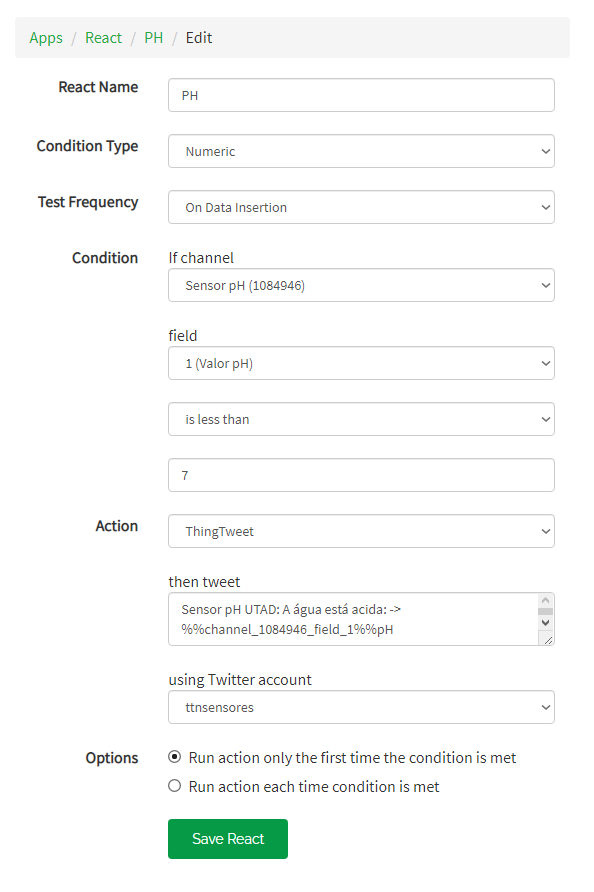 Apps / React / PH / Edit
React Name
PH
Condition Type
Numeric
Test Frequency
On Data Insertion
Condition
If channel
Sensor pH (1084946)
field
1 (Valor pH)
is less than
7
Action
ThingTweet
then tweet
Sensor pH UTAD: A água está acida: ->
%%channel_1084946_field_1%%pH
using Twitter account
ttnsensores
Options
Run action only the first time the condition is met
Run action each time condition is met
Save React